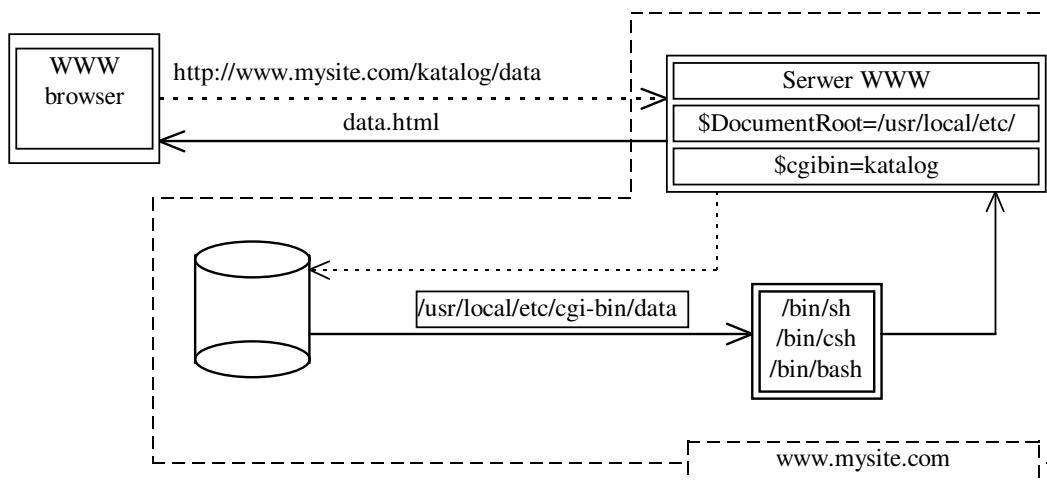 WWW
browser
http://www.mysite.com/katalog/data
data.html
Serwer WWW
$DocumentRoot=/usr/local/etc/
$cgibin=katalog
/usr/local/etc/cgi-bin/data
/bin/sh
/bin/csh
/bin/bash
www.mysite.com